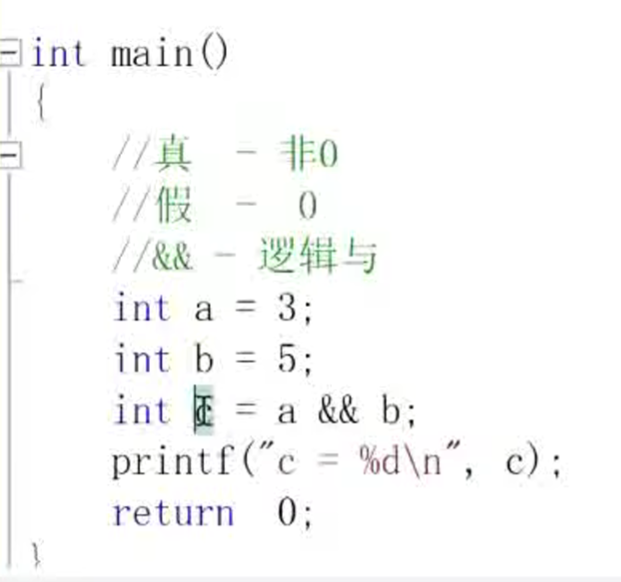 int main()
{
//真 - 非0
//假 - 0
//&& - 逻辑与
int a = 3;
int b = 5;
int c = a && b;
printf("c = %d\n", c);
return 0;
}